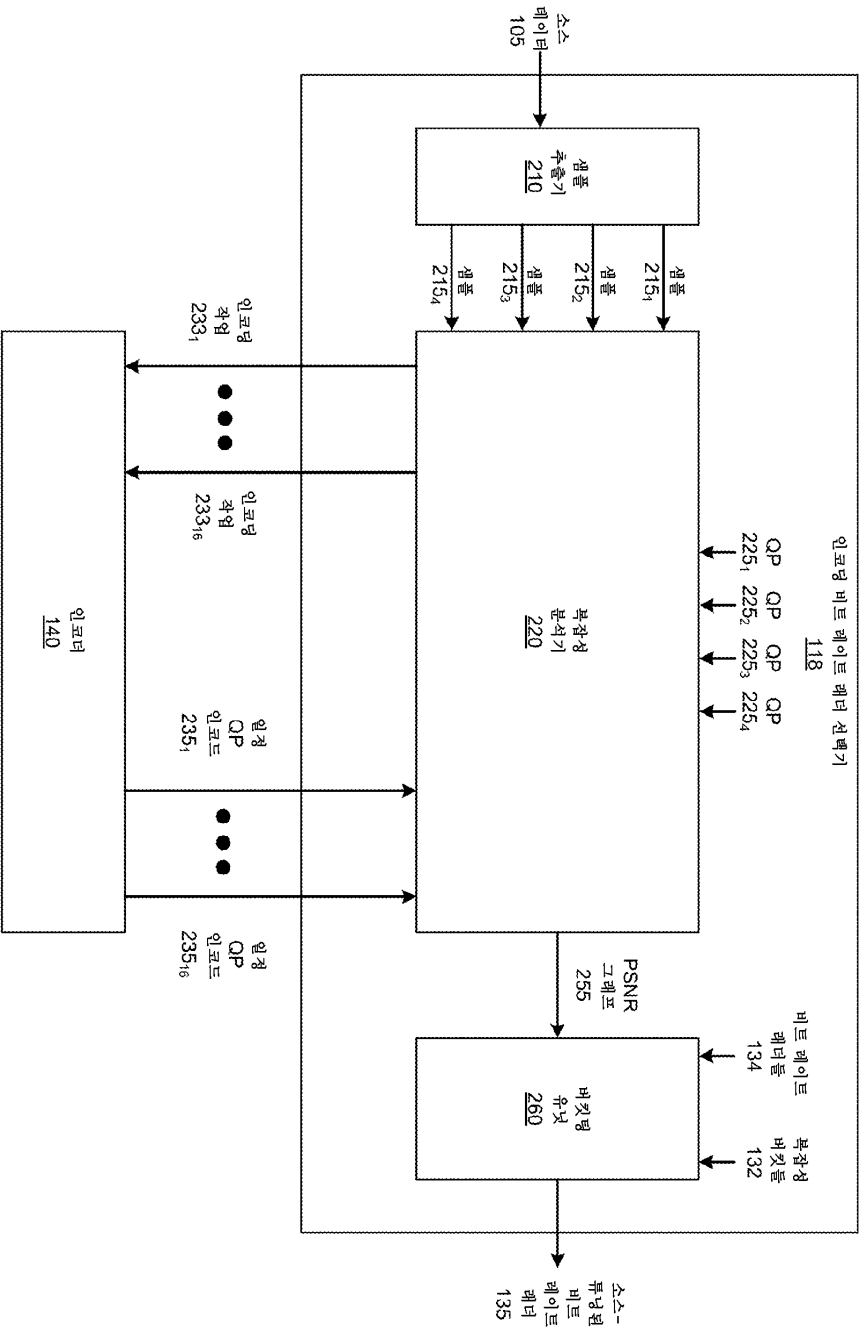 인코딩 비트 레이트 래더 선택기
118
소스
데이터
105
샘플
추출기
210
샘플
215₁
샘플
215₂
샘플
215₃
샘플
215₄
QP
225₁
QP
225₂
QP
225₃
QP
225₄
복잡성
분석기
220
PSNR
그래프
255
비트 레이트
래더들
134
복잡성
버킷들
132
버킷팅
유닛
260
소스-
튜닝된
비트
레이트
래더
135
인코딩
작업
233₁
인코딩
작업
233₁₆
일정
QP
인코드
235₁
일정
QP
인코드
235₁₆
인코더
140